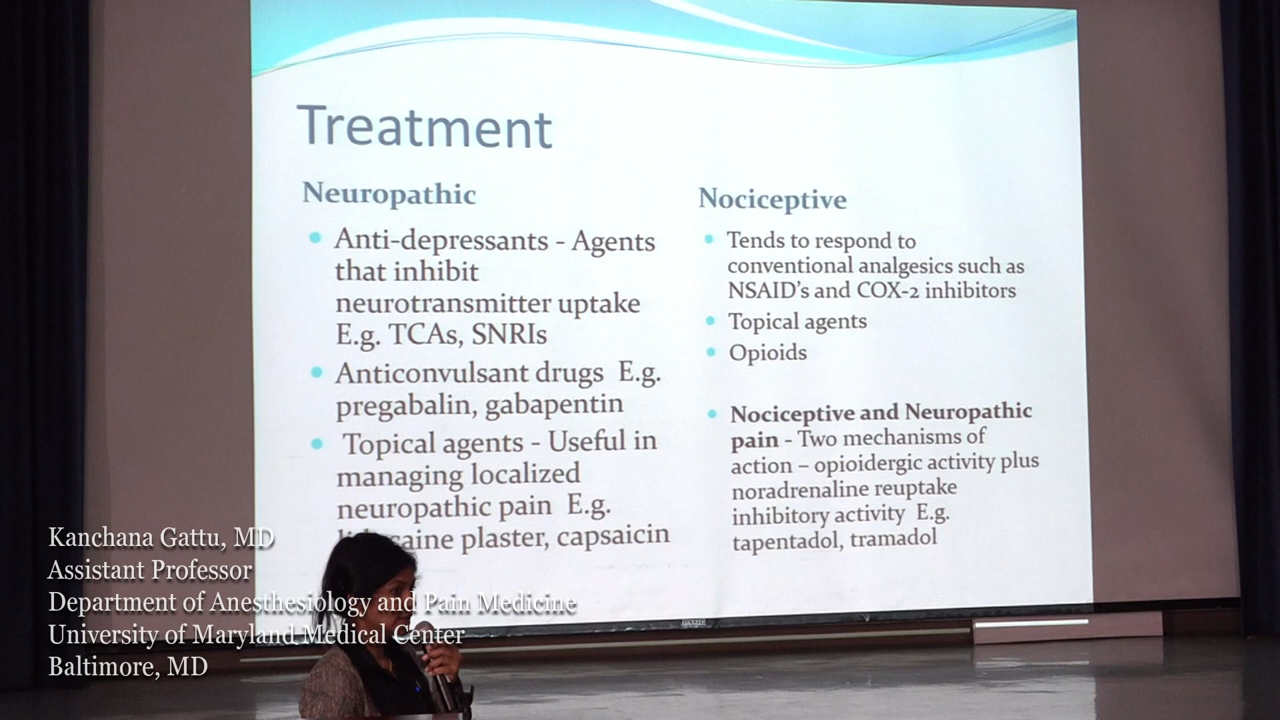 Treatment
Neuropathic
Anti-depressants - Agents
that inhibit
neurotransmitter uptake
E.g. TCAs, SNRIs
Anticonvulsant drugs E.g.
pregabalin, gabapentin
Topical agents - Useful in
managing localized
neuropathic pain E.g.
plaster, capsaicin
Nociceptive
Tends to respond to
conventional analgesics such as
NSAID's and COX-2 inhibitors
Topical agents
Opioids
Nociceptive and Neuropathic
pain - Two mechanisms of
action – opioidergic activity plus
noradrenaline reuptake
inhibitory activity E.g.
tapentadol, tramadol
Kanchana Gattu, MD
Assistant Professor
Department of Anesthesiology and Pain Medicine
University of Maryland Medical Center
Baltimore, MD